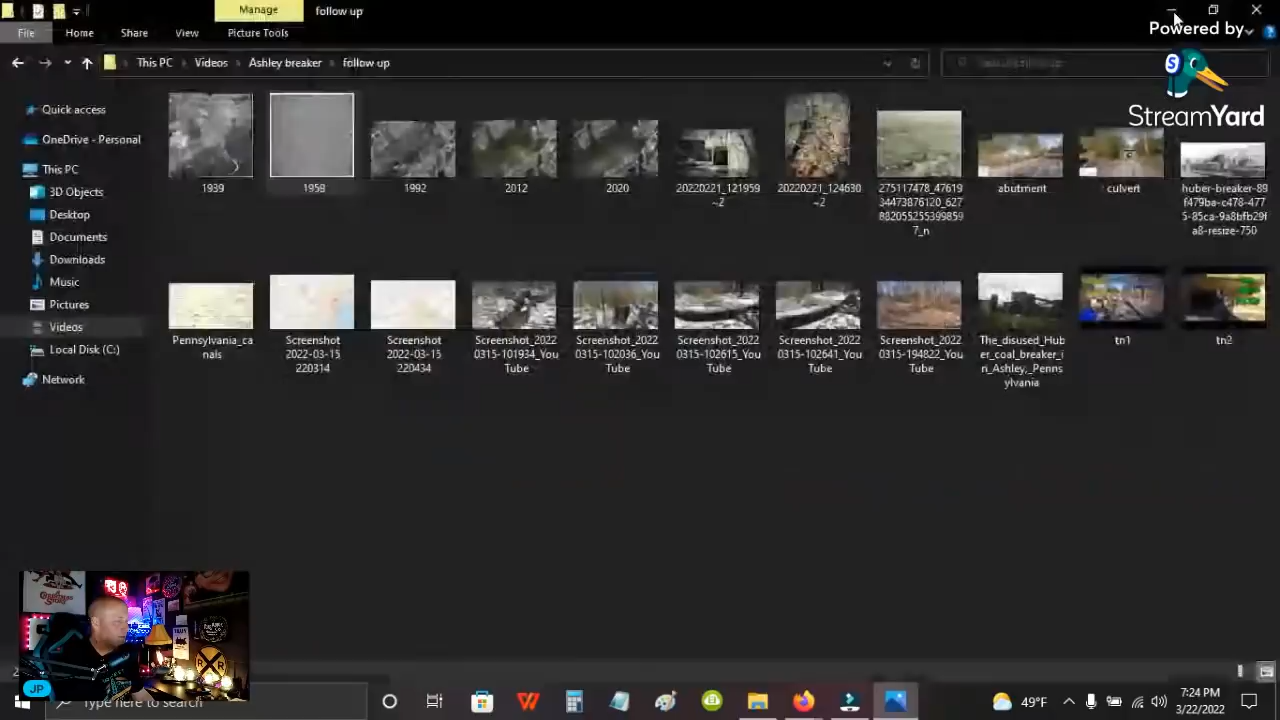 Manage
follow up
File
Home
Share
View
Picture Tools
Powered by
StreamYard
This PC
Videos
Ashley breaker
follow up
Quick access
OneDrive - Personal
This PC
3D Objects
Desktop
Documents
Downloads
Music
Pictures
Videos
Local Disk (C:)
Network
1939
1958
1992
2012
2020
20220221_121959
~2
20220221_124630
~2
275117478_47619
34473876120_627
882055255399859
7_n
abutment
culvert
huber-breaker-89
f479ba-c478-477
5-85ca-9a8bfb29f
a8-resize-750
Pennsylvania_ca
nals
Screenshot
2022-03-15
220314
Screenshot
2022-03-15
220434
Screenshot_2022
0315-101934_You
Tube
Screenshot_2022
0315-102036_You
Tube
Screenshot_2022
0315-102615_You
Tube
Screenshot_2022
0315-102641_You
Tube
Screenshot_2022
0315-194822_You
Tube
The_disused_Hub
er_coal_breaker_i
n_Ashley,_Penns
ylvania
tn1
tn2
JP
Type here to search
49°F
7:24 PM
3/22/2022